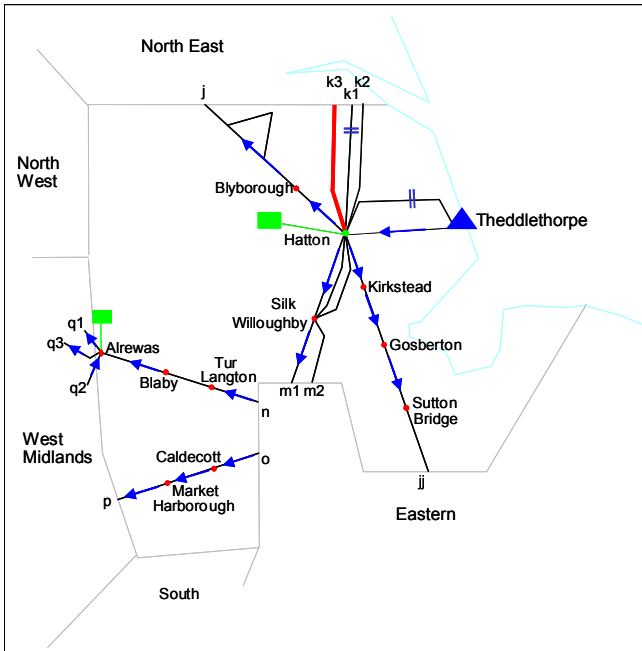 North East
k3
k2
k1
j
North
West
Blyborough
Theddlethorpe
Hatton
Kirkstead
Silk
Willoughby
q1
q3
Alrewas
Gosberton
Tur
Langton
Blaby
q2
m1
m2
n
Sutton
Bridge
West
Midlands
Caldecott
o
Market
Harborough
p
jj
Eastern
South